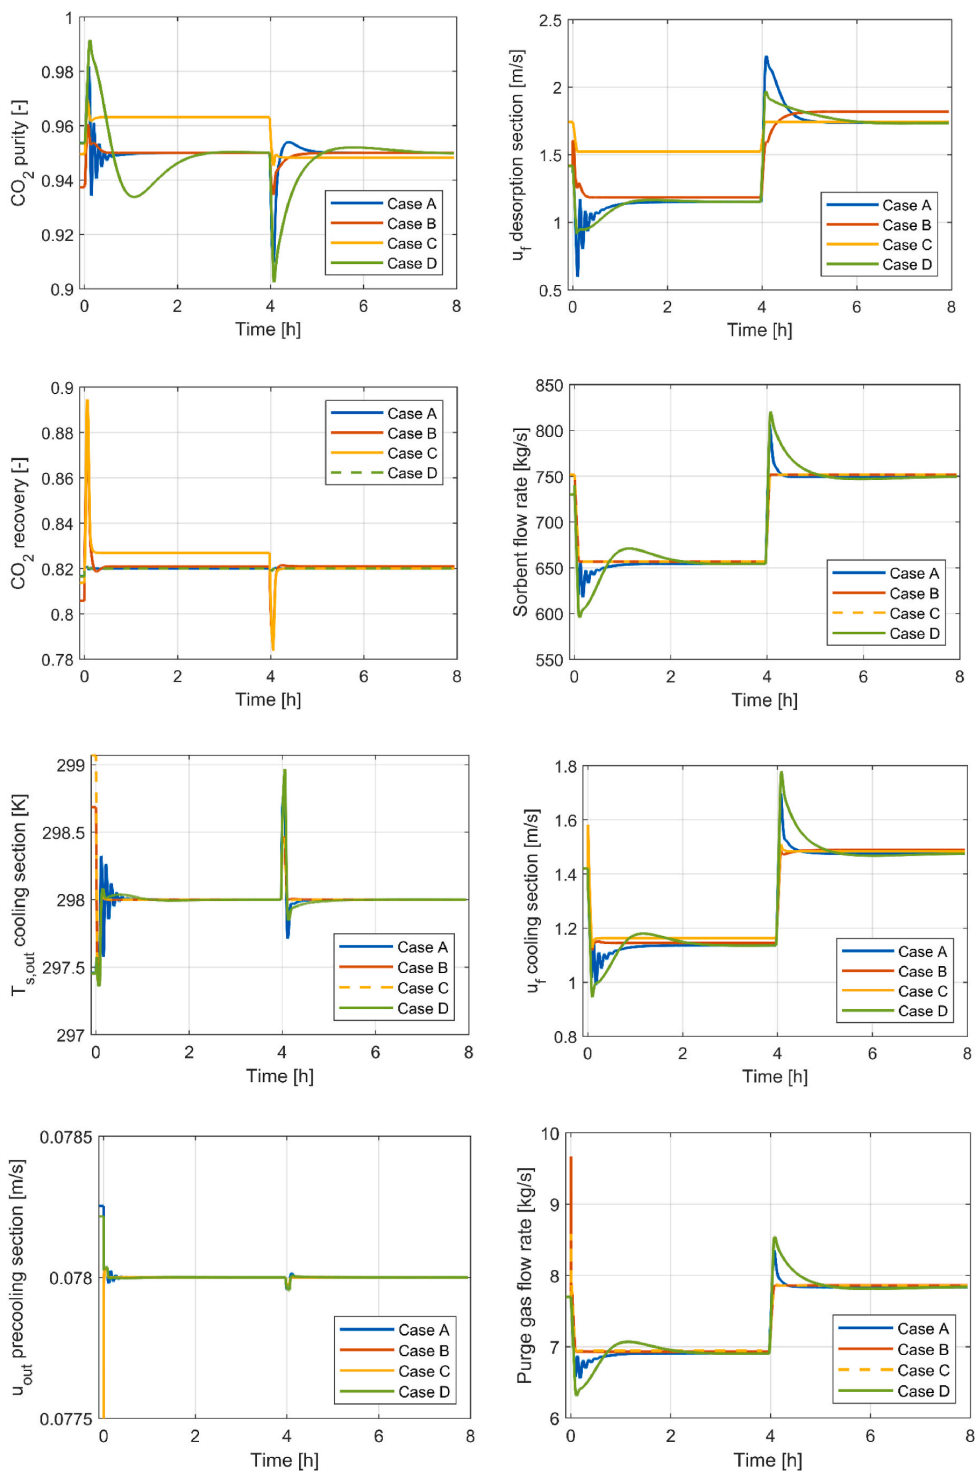 1
0.98
0.96
0.94
0.92
0.9
CO2 purity [-]
Case A
Case B
Case C
Case D
0
2
4
6
8
Time [h]
2.5
2
1.5
1
0.5
uf desorption section [m/s]
Case A
Case B
Case C
Case D
0
2
4
6
8
Time [h]
0.9
0.88
0.86
0.84
0.82
0.8
0.78
CO2 recovery [-]
Case A
Case B
Case C
Case D
0
2
4
6
8
Time [h]
850
800
750
700
650
600
550
Sorbent flow rate [kg/s]
Case A
Case B
Case C
Case D
0
2
4
6
8
Time [h]
299
298.5
298
297.5
297
Ts,out cooling section [K]
Case A
Case B
Case C
Case D
0
2
4
6
8
Time [h]
1.8
1.6
1.4
1.2
1
0.8
uf cooling section [m/s]
Case A
Case B
Case C
Case D
0
2
4
6
8
Time [h]
0.0785
0.078
0.0775
uout precooling section [m/s]
Case A
Case B
Case C
Case D
0
2
4
6
8
Time [h]
10
9
8
7
6
Purge gas flow rate [kg/s]
Case A
Case B
Case C
Case D
0
2
4
6
8
Time [h]